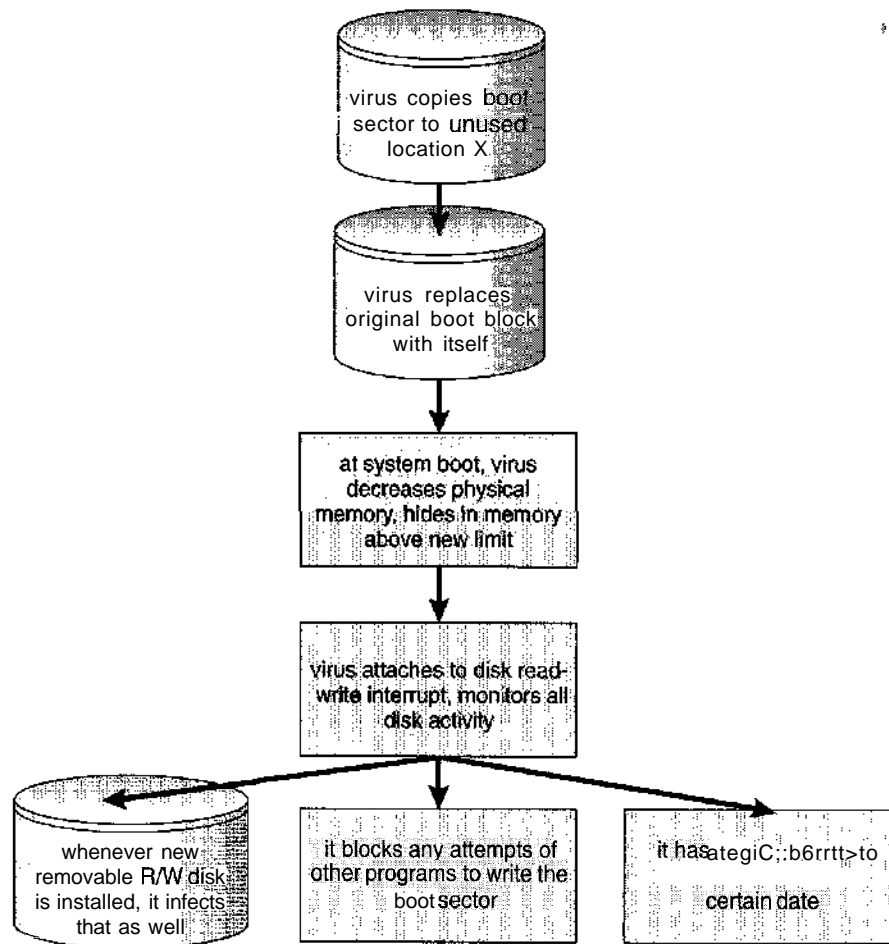 virus copies boot
sector to unused
location X
virus replaces
original boot block
with itself
at system boot, virus
decreases physical
memory, hides in memory
above new limit
virus attaches to disk read-
write interrupt, monitors all
disk activity
whenever new
removable R/W disk
is installed, it infects
that as well
it blocks any attempts of
other programs to write the
boot sector
it has ategiC;:b6rrtt>to
certain date